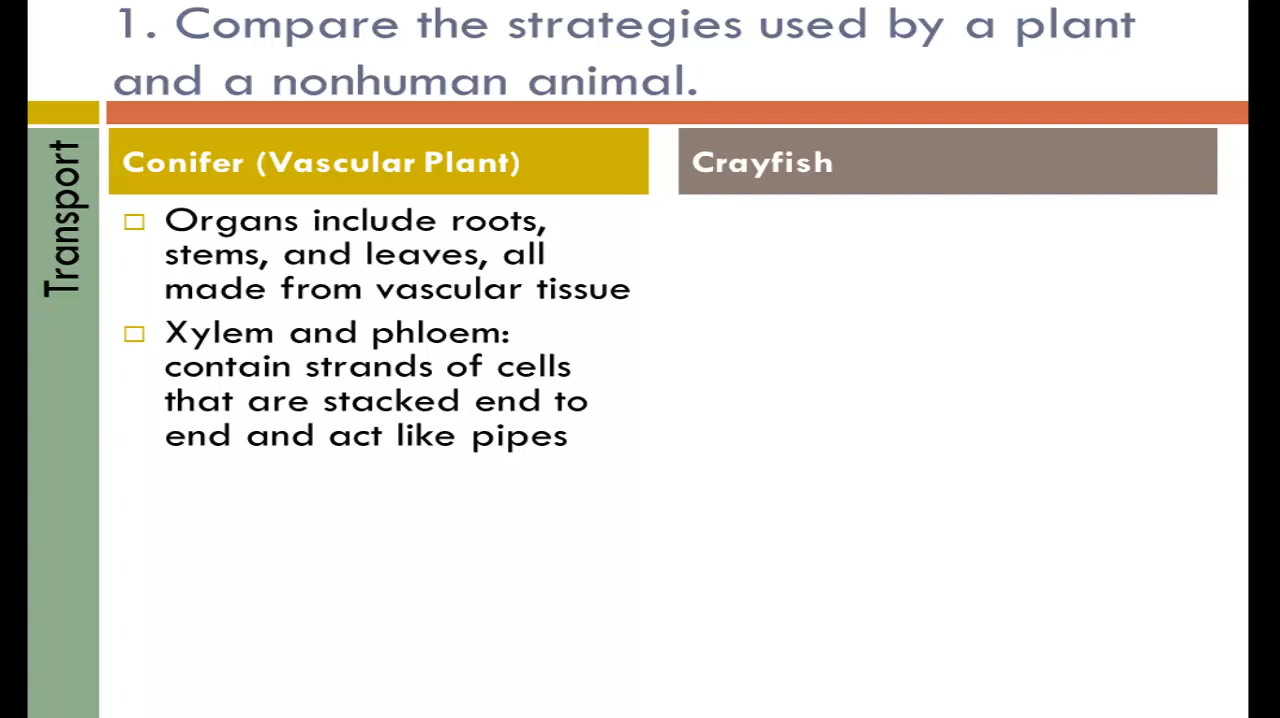 1. Compare the strategies used by a plant
and a nonhuman animal.
Transport
Conifer (Vascular Plant)
Organs include roots,
stems, and leaves, all
made from vascular tissue
Xylem and phloem:
contain strands of cells
that are stacked end to
end and act like pipes
Crayfish